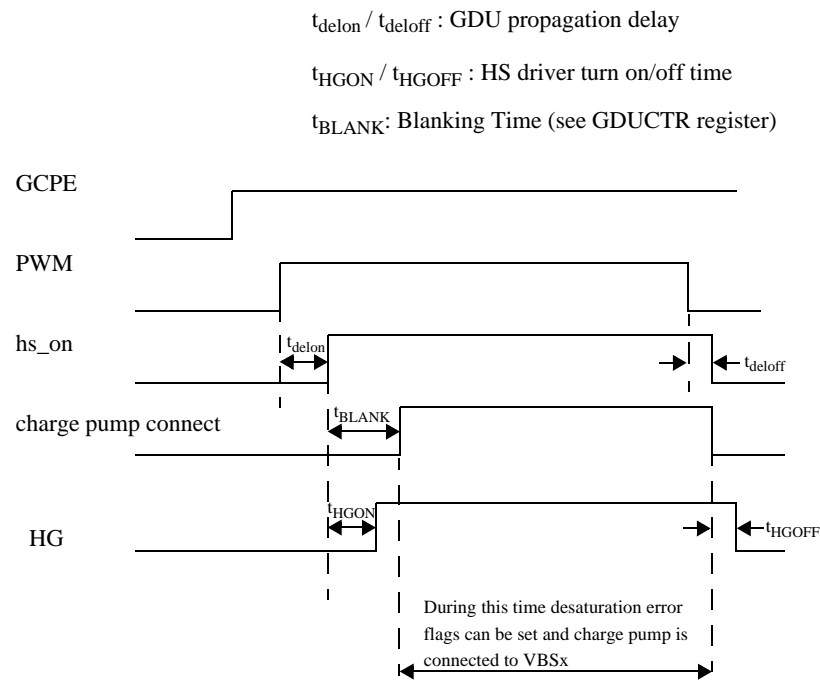 tdelon / tdeloff : GDU propagation delay
tHGON / tHGOFF : HS driver turn on/off time
tBLANK: Blanking Time (see GDUCTR register)
GCPE
PWM
hs_on
tdelon
tdeloff
charge pump connect
tBLANK
HG
tHGON
tHGOFF
During this time desaturation error
flags can be set and charge pump is
connected to VBSx